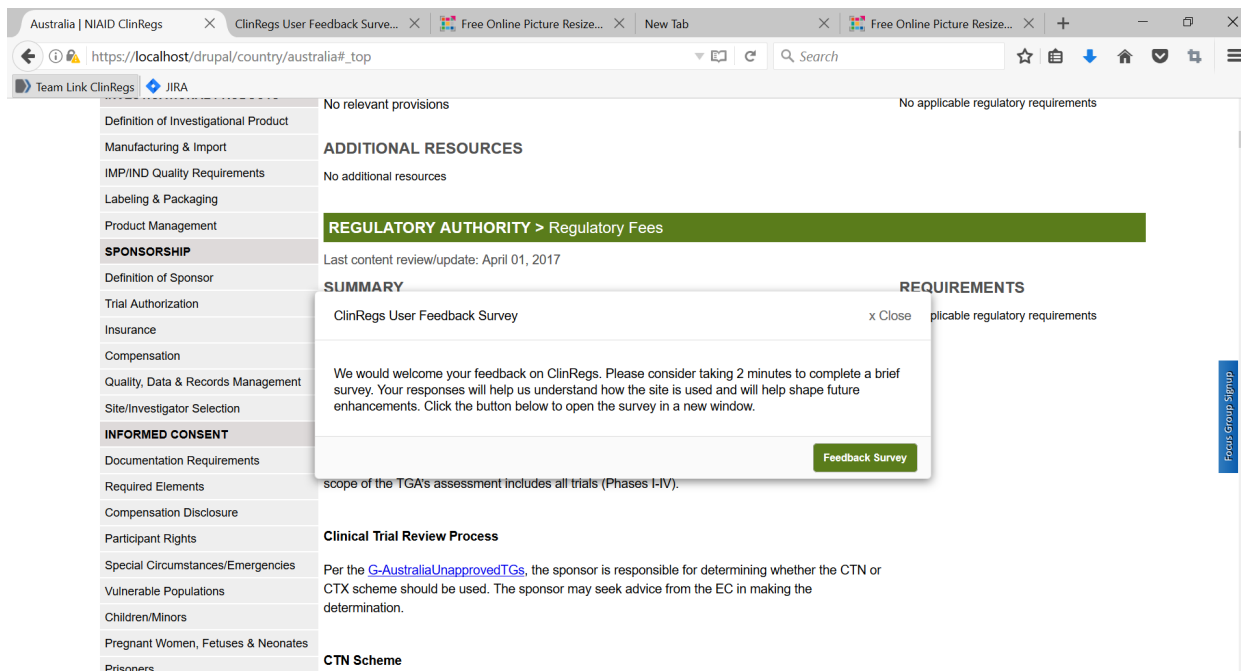 Australia | NIAID ClinRegs
ClinRegs User Feedback Surve...
Free Online Picture Resize...
New Tab
Free Online Picture Resize...
https://localhost/drupal/country/australia#_top
Search
Team Link ClinRegs
JIRA
Definition of Investigational Product
Manufacturing & Import
IMP/IND Quality Requirements
Labeling & Packaging
Product Management
SPONSORSHIP
Definition of Sponsor
Trial Authorization
Insurance
Compensation
Quality, Data & Records Management
Site/Investigator Selection
INFORMED CONSENT
Documentation Requirements
Required Elements
Compensation Disclosure
Participant Rights
Special Circumstances/Emergencies
Vulnerable Populations
Children/Minors
Pregnant Women, Fetuses & Neonates
Prisoners
No relevant provisions
No applicable regulatory requirements
ADDITIONAL RESOURCES
No additional resources
REGULATORY AUTHORITY > Regulatory Fees
Last content review/update: April 01, 2017
SUMMARY
REQUIREMENTS
regulatory requirements
ClinRegs User Feedback Survey
x Close
We would welcome your feedback on ClinRegs. Please consider taking 2 minutes to complete a brief
survey. Your responses will help us understand how the site is used and will help shape future
enhancements. Click the button below to open the survey in a new window.
Feedback Survey
Focus Group Signup
scope of the TGA's assessment includes all trials (Phases I-IV).
Clinical Trial Review Process
Per the G-AustraliaUnapprovedTGs, the sponsor is responsible for determining whether the CTN or
CTX scheme should be used. The sponsor may seek advice from the EC in making the
determination.
CTN Scheme